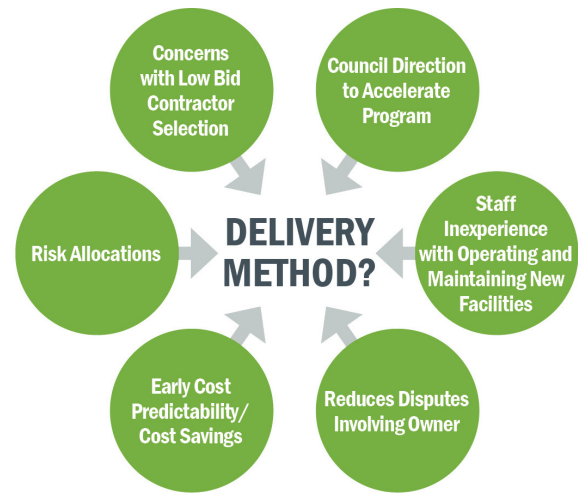 Concerns
with Low Bid
Contractor
Selection
Council Direction
to Accelerate
Program
Risk Allocations
DELIVERY
METHOD?
Staff
Inexperience
with Operating and
Maintaining New
Facilities
Early Cost
Predictability/
Cost Savings
Reduces Disputes
Involving Owner